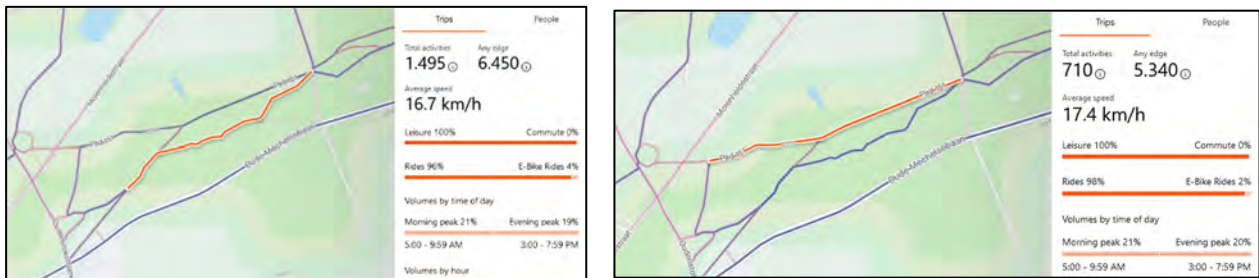 Trips People
Total activities Any edge
1.495 6.450
Average speed
16.7 km/h
Leisure 100% Commute 0%
Rides 96% E-Bike Rides 4%
Volumes by time of day
Morning peak 21% Evening peak 19%
5:00 - 9:59 AM 3:00 - 7:59 PM
Volumes by hour
Oude-Mechelsebaan
Trips People
Total activities Any edge
710 5.340
Average speed
17.4 km/h
Leisure 100% Commute 0%
Rides 98% E-Bike Rides 2%
Volumes by time of day
Morning peak 21% Evening peak 20%
5:00 - 9:59 AM 3:00 - 7:59 PM
Oude-Mechelsebaan